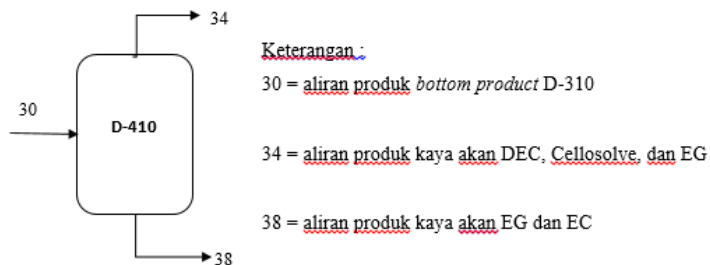 34
Keterangan :
30 = aliran produk bottom product D-310
30
D-410
34 = aliran produk kaya akan DEC, Cellosolve, dan EG
38 = aliran produk kaya akan EG dan EC
38